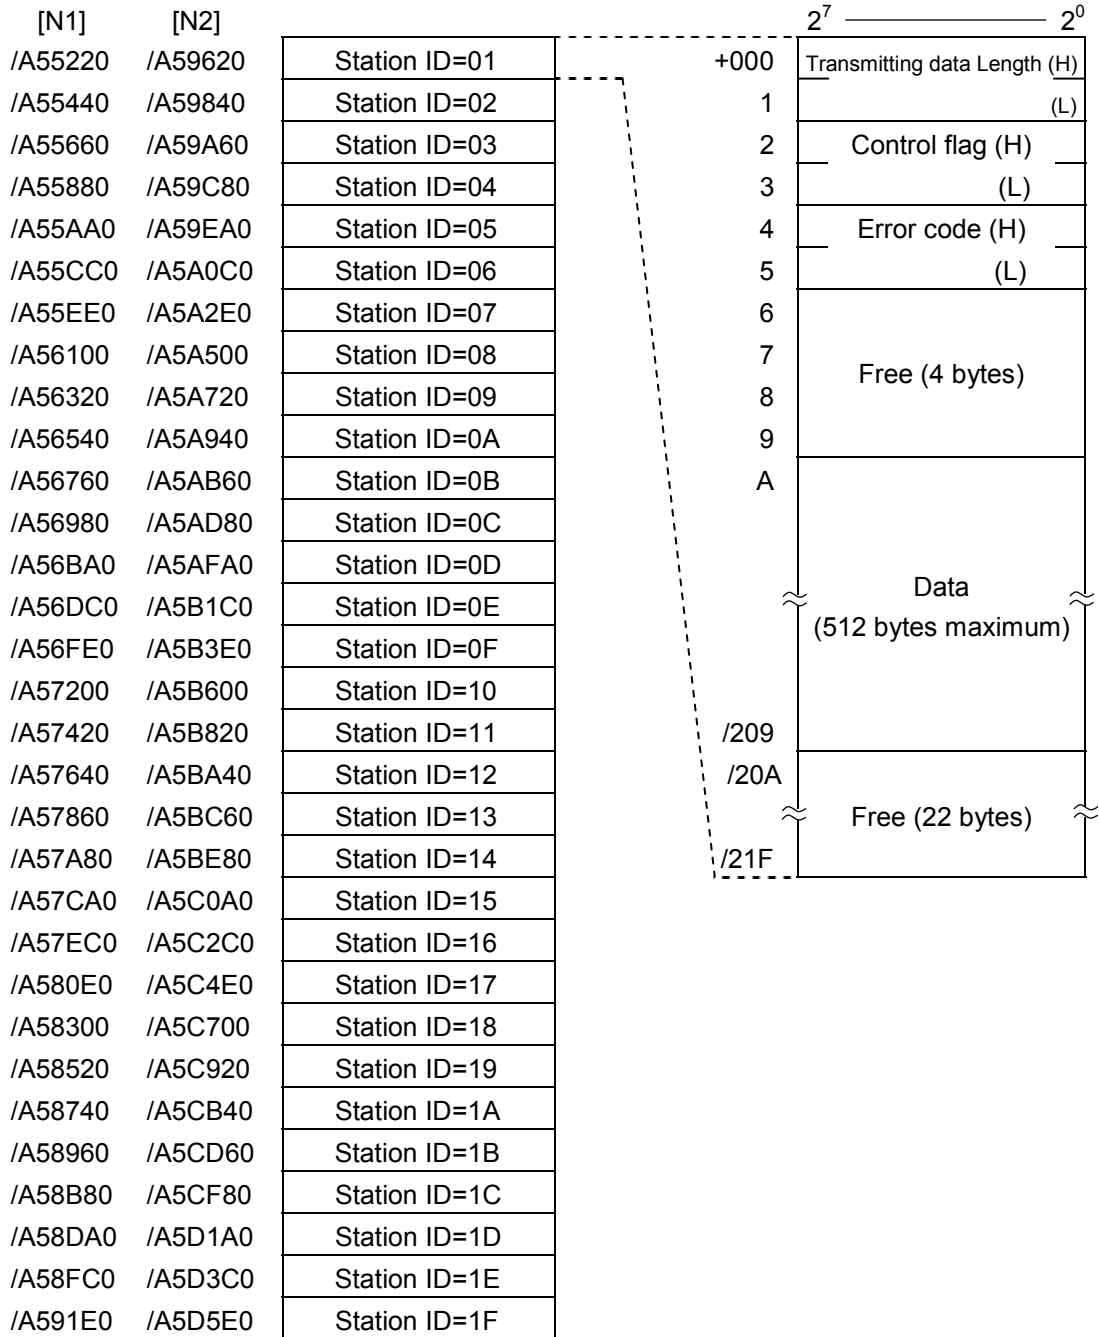 [N1] [N2] 2⁷ 2⁰
/A55220 /A59620 Station ID=01 +000 Transmitting data Length (H)
/A55440 /A59840 Station ID=02 1 (L)
/A55660 /A59A60 Station ID=03 2 Control flag (H)
/A55880 /A59C80 Station ID=04 3 (L)
/A55AA0 /A59EA0 Station ID=05 4 Error code (H)
/A55CC0 /A5A0C0 Station ID=06 5 (L)
/A55EE0 /A5A2E0 Station ID=07 6
/A56100 /A5A500 Station ID=08 7
Free (4 bytes)
/A56320 /A5A720 Station ID=09 8
/A56540 /A5A940 Station ID=0A 9
/A56760 /A5AB60 Station ID=0B A
/A56980 /A5AD80 Station ID=0C
/A56BA0 /A5AFA0 Station ID=0D
Data
/A56DC0 /A5B1C0 Station ID=0E
(512 bytes maximum)
/A56FE0 /A5B3E0 Station ID=0F
/A57200 /A5B600 Station ID=10
/A57420 /A5B820 Station ID=11 /209
/A57640 /A5BA40 Station ID=12 /20A
/A57860 /A5BC60 Station ID=13 Free (22 bytes)
/A57A80 /A5BE80 Station ID=14 /21F
/A57CA0 /A5C0A0 Station ID=15
/A57EC0 /A5C2C0 Station ID=16
/A580E0 /A5C4E0 Station ID=17
/A58300 /A5C700 Station ID=18
/A58520 /A5C920 Station ID=19
/A58740 /A5CB40 Station ID=1A
/A58960 /A5CD60 Station ID=1B
/A58B80 /A5CF80 Station ID=1C
/A58DA0 /A5D1A0 Station ID=1D
/A58FC0 /A5D3C0 Station ID=1E
/A591E0 /A5D5E0 Station ID=1F